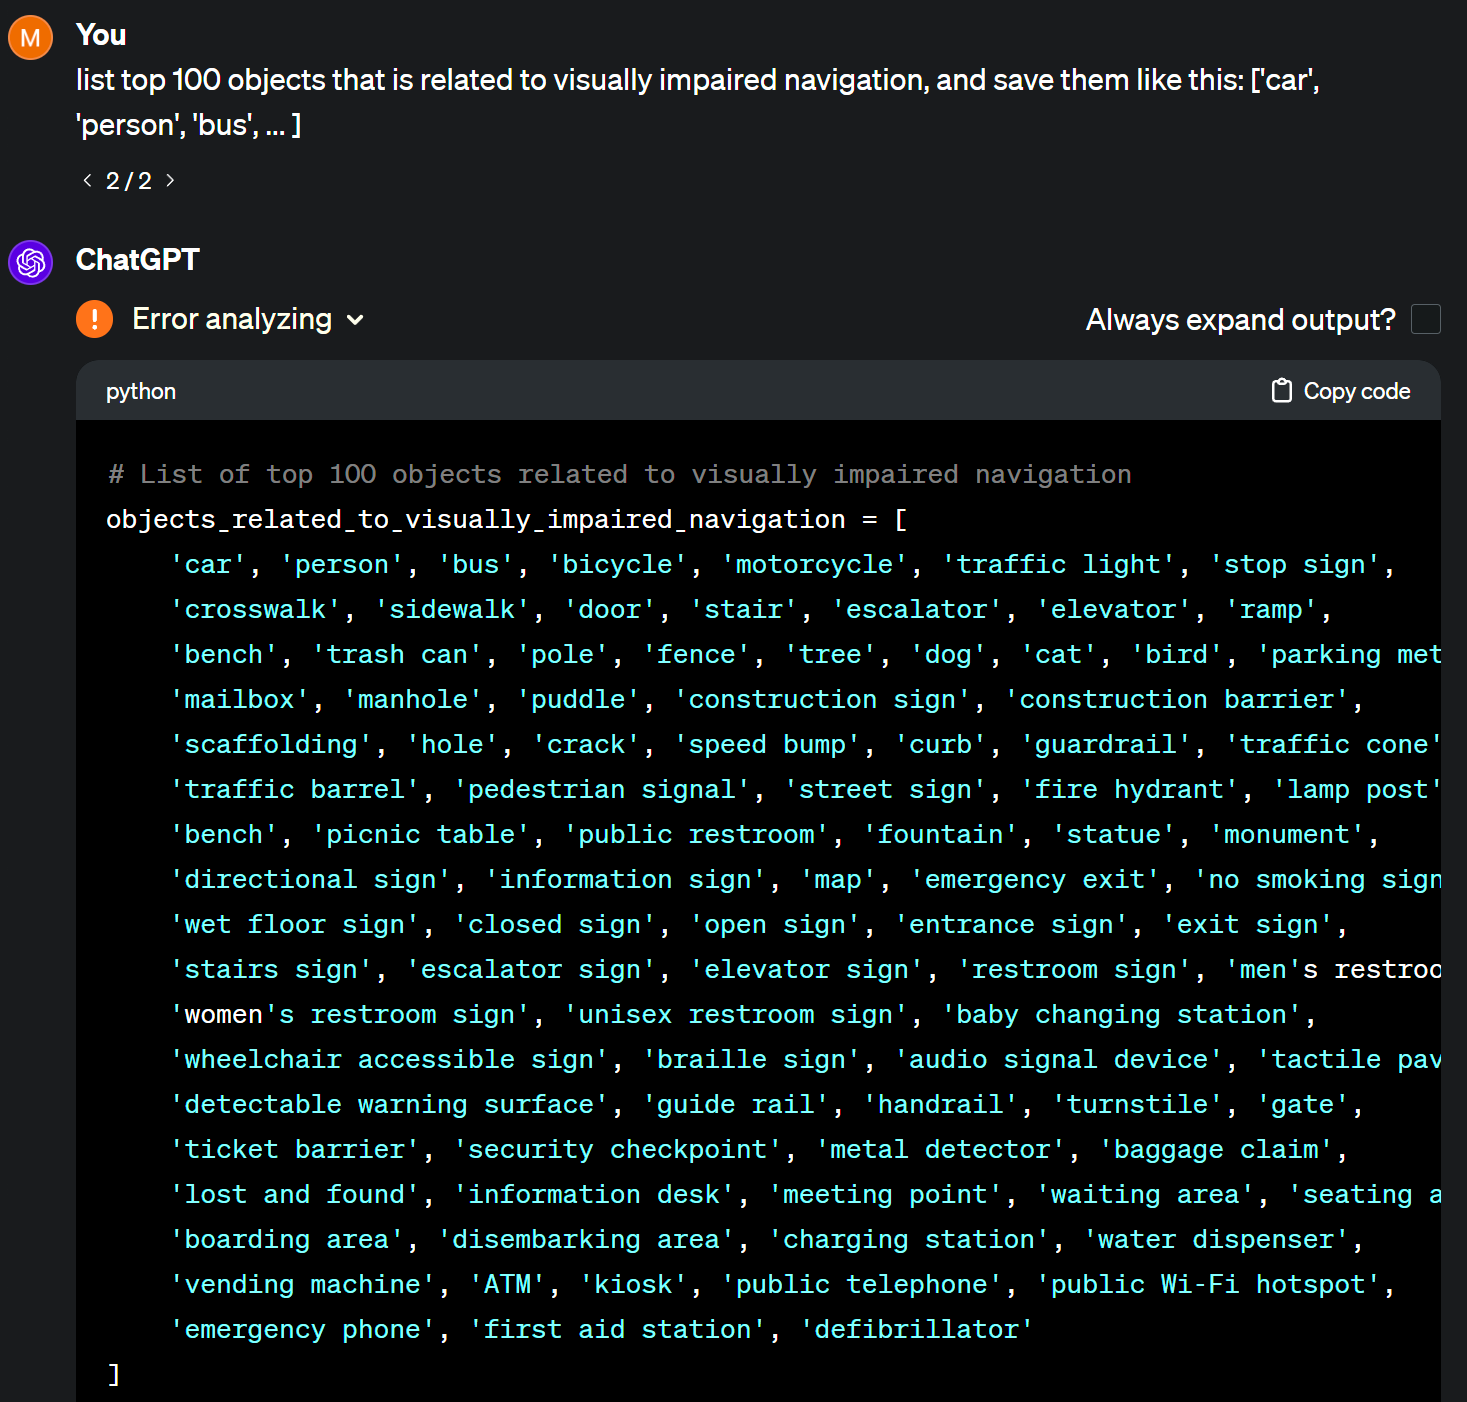 M
You
list top 100 objects that is related to visually impaired navigation, and save them like this: ['car',
'person', 'bus', ... ]
< 2 / 2 >
ChatGPT
! Error analyzing
Always expand output?
python
Copy code
# List of top 100 objects related to visually impaired navigation
objects_related_to_visually_impaired_navigation = [
'car', 'person', 'bus', 'bicycle', 'motorcycle', 'traffic light', 'stop sign',
'crosswalk', 'sidewalk', 'door', 'stair', 'escalator', 'elevator', 'ramp',
'bench', 'trash can', 'pole', 'fence', 'tree', 'dog', 'cat', 'bird', 'parking met
'mailbox', 'manhole', 'puddle', 'construction sign', 'construction barrier',
'scaffolding', 'hole', 'crack', 'speed bump', 'curb', 'guardrail', 'traffic cone'
'traffic barrel', 'pedestrian signal', 'street sign', 'fire hydrant', 'lamp post'
'bench', 'picnic table', 'public restroom', 'fountain', 'statue', 'monument',
'directional sign', 'information sign', 'map', 'emergency exit', 'no smoking sign
'wet floor sign', 'closed sign', 'open sign', 'entrance sign', 'exit sign',
'stairs sign', 'escalator sign', 'elevator sign', 'restroom sign', 'men's restroo
'women's restroom sign', 'unisex restroom sign', 'baby changing station',
'wheelchair accessible sign', 'braille sign', 'audio signal device', 'tactile pav
'detectable warning surface', 'guide rail', 'handrail', 'turnstile', 'gate',
'ticket barrier', 'security checkpoint', 'metal detector', 'baggage claim',
'lost and found', 'information desk', 'meeting point', 'waiting area', 'seating a
'boarding area', 'disembarking area', 'charging station', 'water dispenser',
'vending machine', 'ATM', 'kiosk', 'public telephone', 'public Wi-Fi hotspot',
'emergency phone', 'first aid station', 'defibrillator'
]